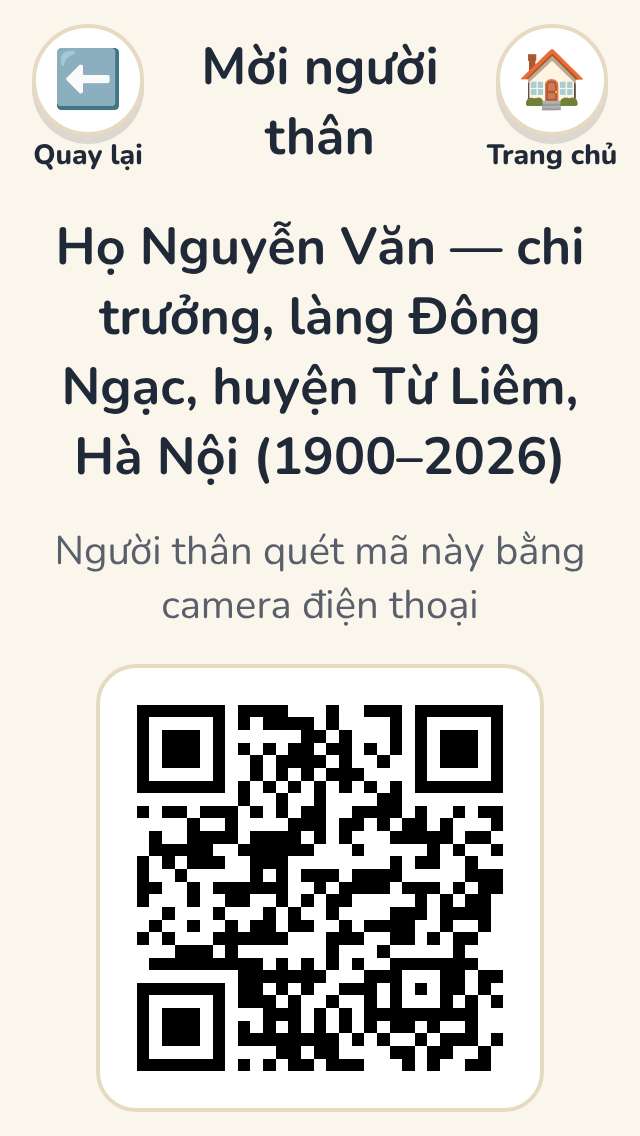 Mời người
thân
Quay lại
Trang chủ
Họ Nguyễn Văn — chi
trưởng, làng Đông
Ngạc, huyện Từ Liêm,
Hà Nội (1900–2026)
Người thân quét mã này bằng
camera điện thoại